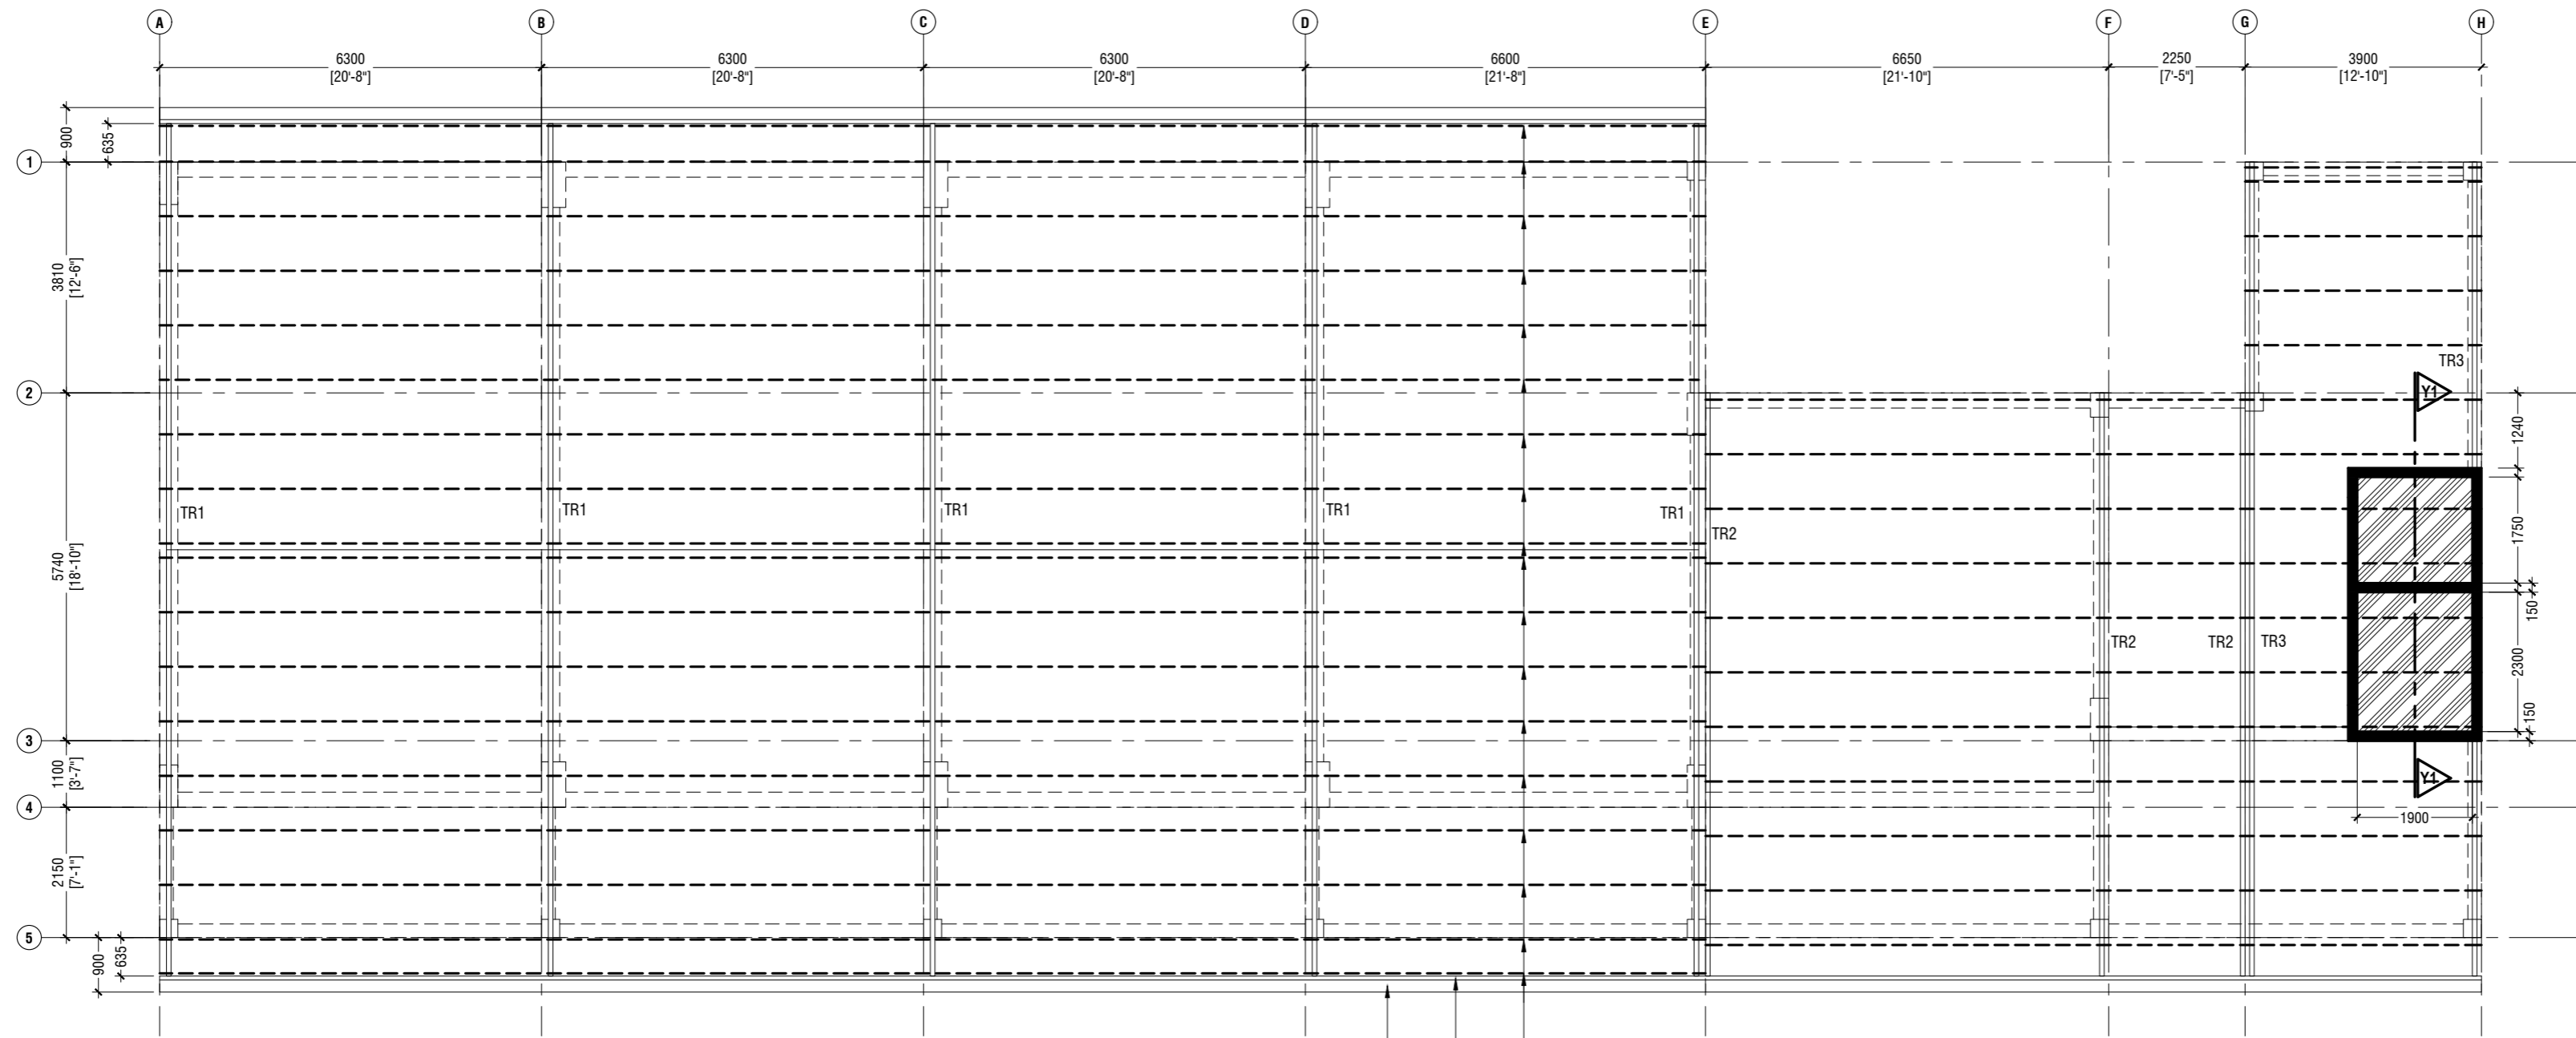 A B C D E F G H
6300 6300 6300 6600 6650 2250 3900
[20'-8"] [20'-8"] [20'-8"] [21'-8"] [21'-10"] [7'-5"] [12'-10"]
900
635
1
3810
[12'-6"]
TR3
2
Y1
1240
5740
[18'-10"]
TR1 TR1 TR1 TR1 TR1
TR2
1750
150
TR2 TR2 TR3
2300
150
3
1100
[3'-7"]
Y1
4
1900
2150
[7'-1"]
5
900
635